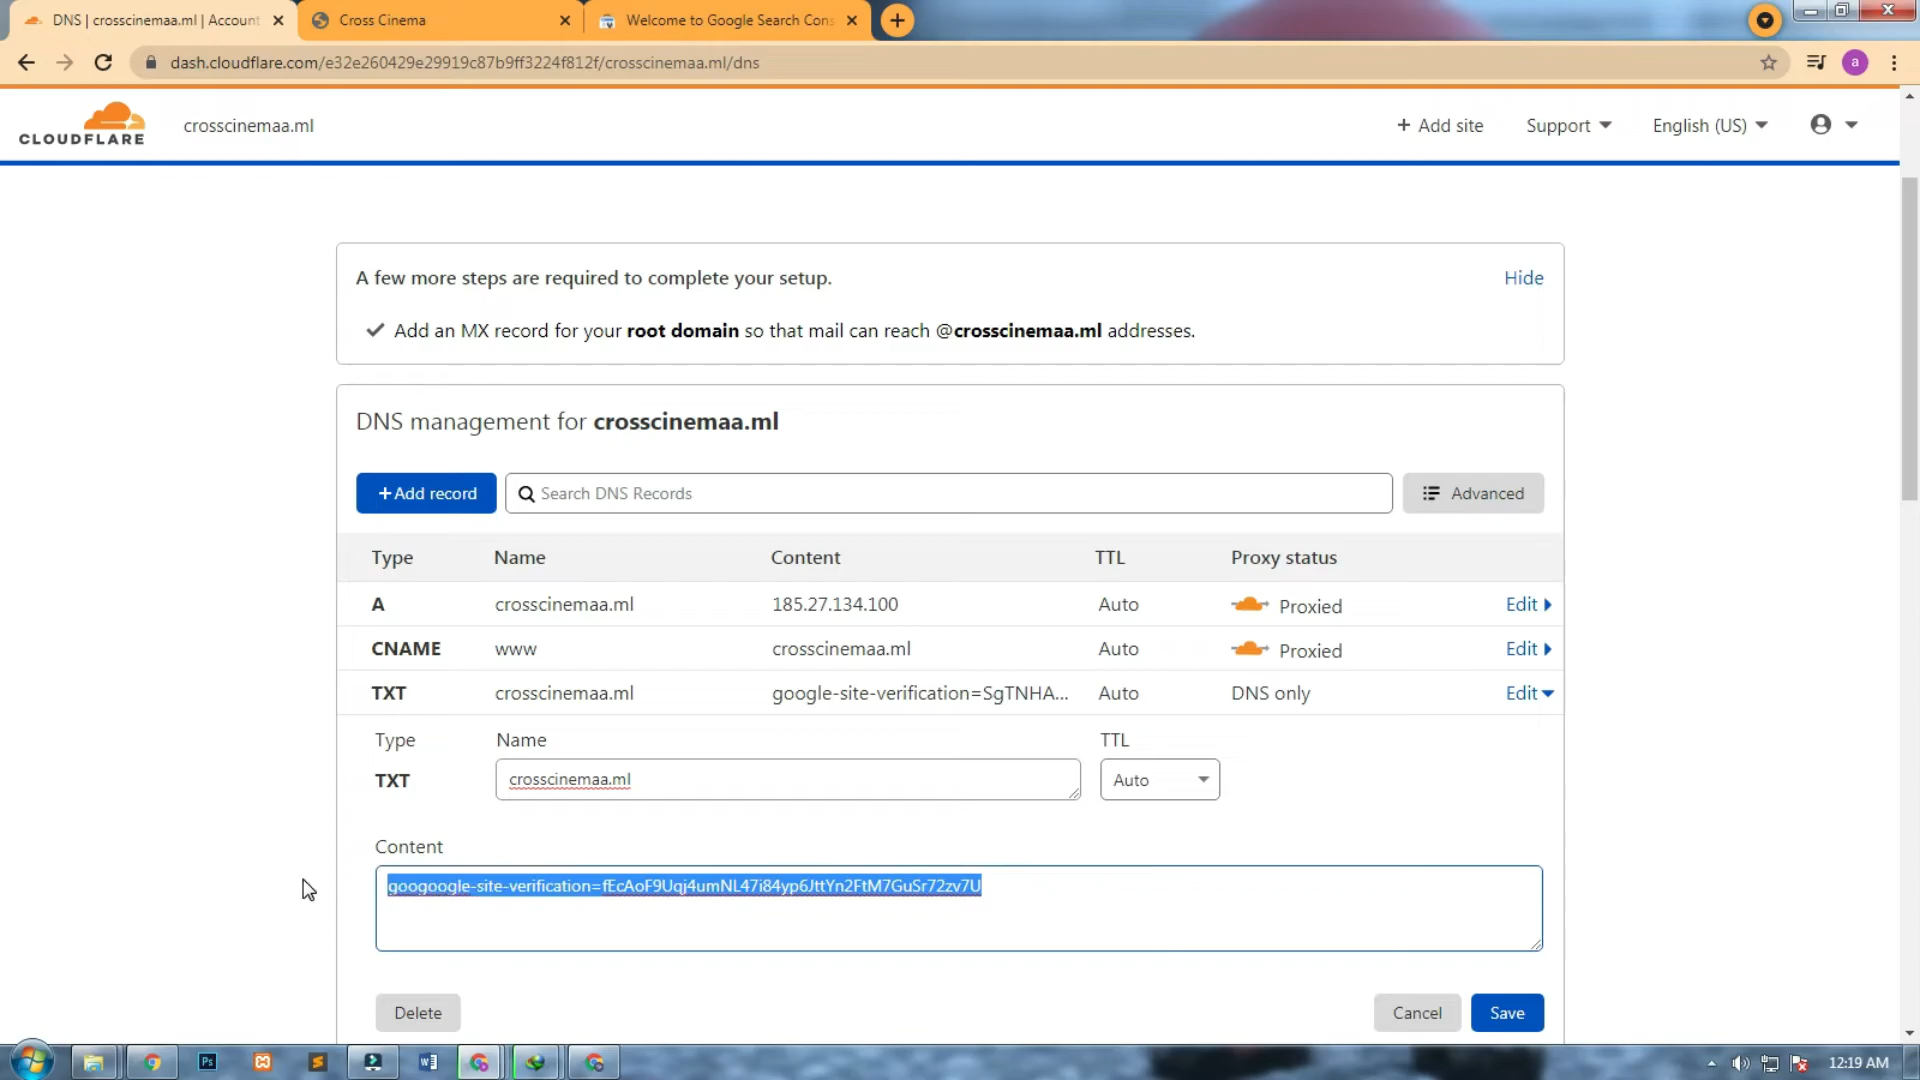 DNS | crosscinemaa.ml | Account
Cross Cinema
Welcome to Google Search Cons
dash.cloudflare.com/e32e260429e29919c87b9ff3224f812f/crosscinemaa.ml/dns
a
CLOUDFLARE
crosscinemaa.ml
+ Add site
Support
English (US)
A few more steps are required to complete your setup.
Hide
Add an MX record for your root domain so that mail can reach @crosscinemaa.ml addresses.
DNS management for crosscinemaa.ml
+Add record
Search DNS Records
Advanced
Type Name Content TTL Proxy status
A crosscinemaa.ml 185.27.134.100 Auto Proxied Edit
CNAME www crosscinemaa.ml Auto Proxied Edit
TXT crosscinemaa.ml google-site-verification=SgTNHA... Auto DNS only Edit
Type Name TTL
TXT crosscinemaa.ml Auto
Content
googoogle-site-verification=fEcAoF9Uqj4umNL47i84yp6JttYn2FtM7GuSr72zv7U
Delete
Cancel
Save
Ps
12:19 AM